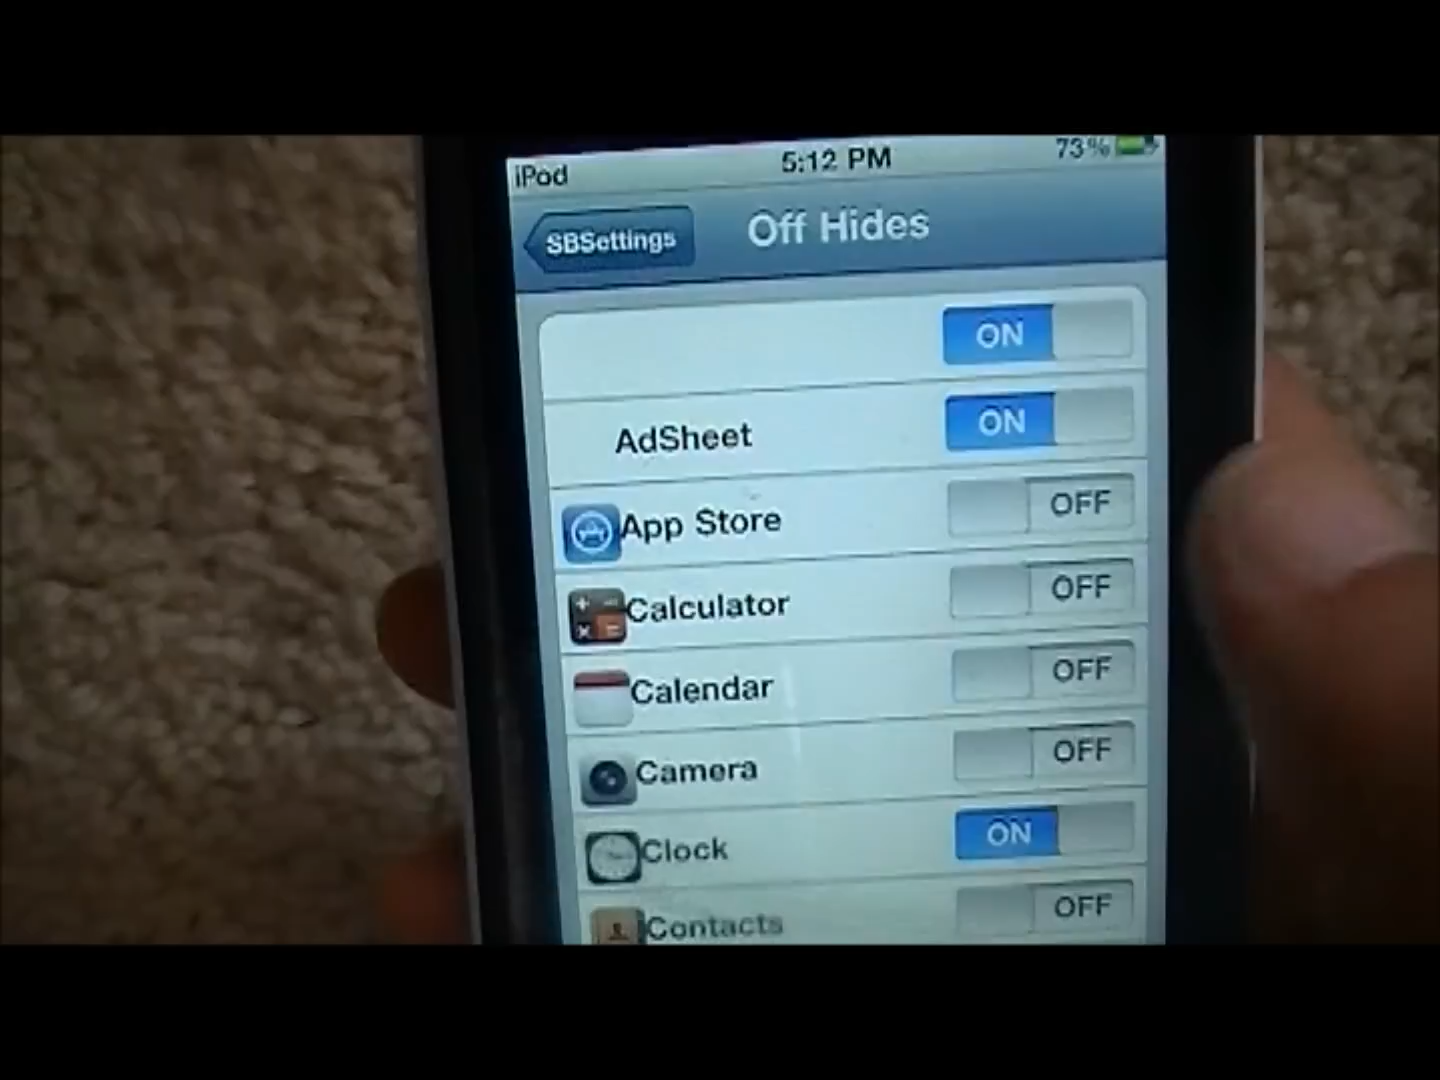 iPod 5:12 PM 73%
SBSettings Off Hides
ON
AdSheet ON
App Store OFF
Calculator OFF
Calendar OFF
Camera OFF
Clock ON
Contacts OFF